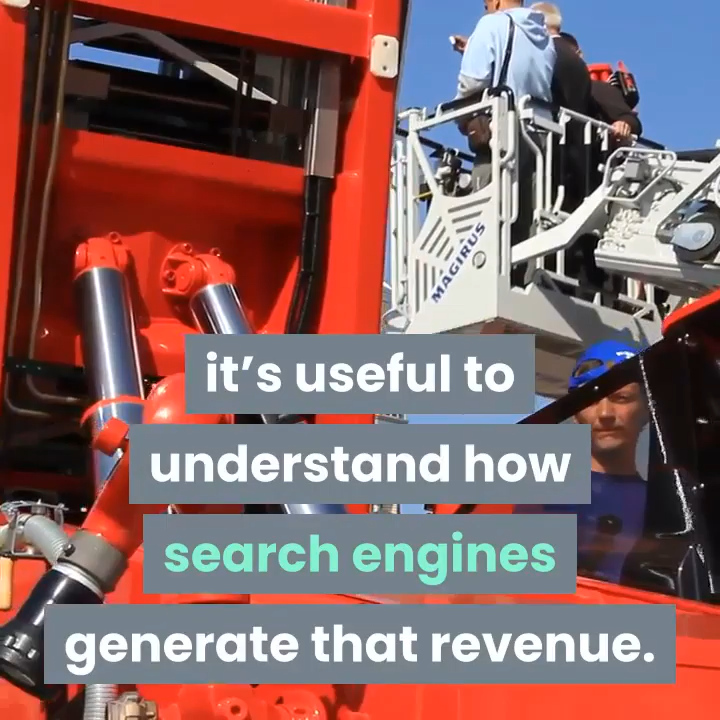 MAGIRUS
it's useful to
understand how
search engines
generate that revenue.